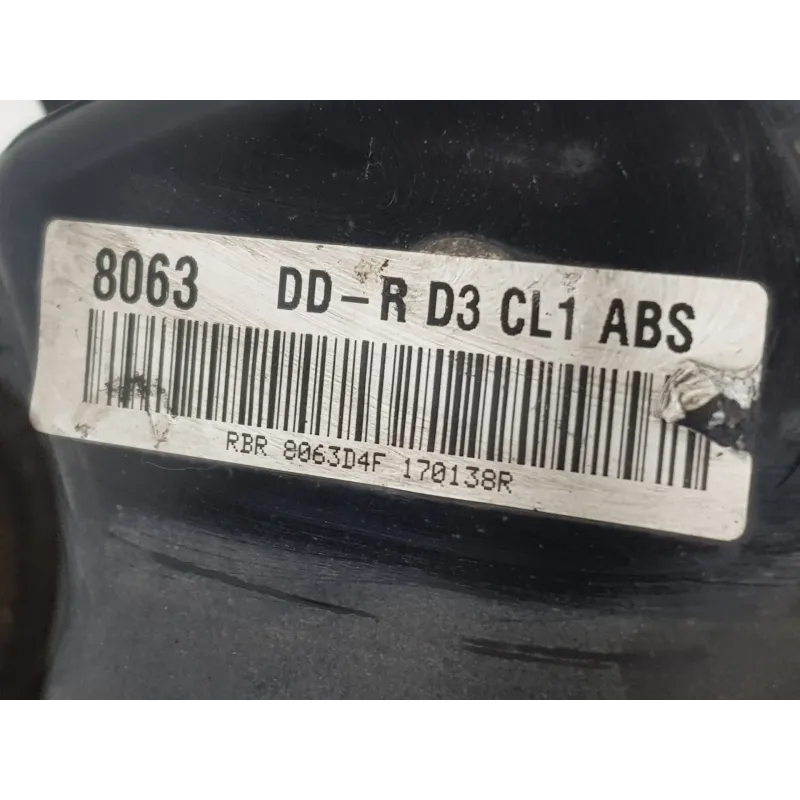 8063 DD-R D3 CL1 ABS
RBR 8063D4F 170138R